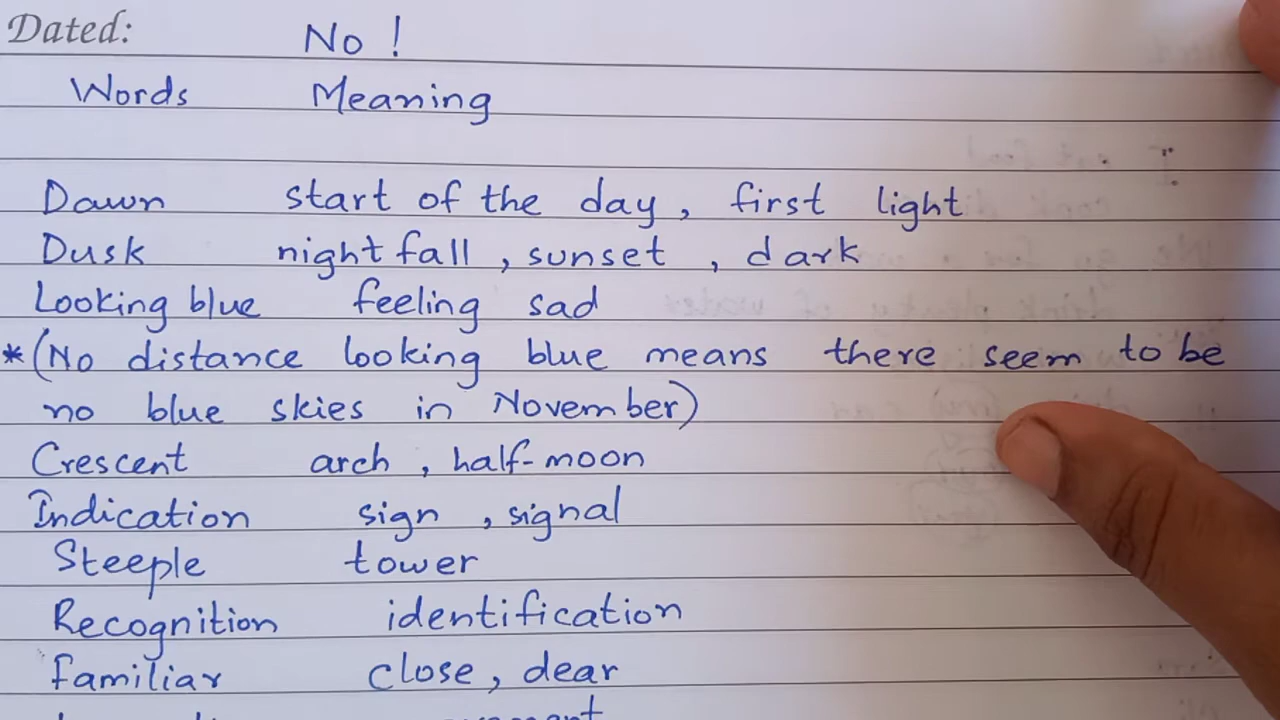 Dated: No !
Words Meaning
Dawn start of the day, first light
Dusk nightfall, sunset, dark
Looking blue feeling sad
*(No distance looking blue means there seem to be
no blue skies in November)
Crescent arch, half-moon
Indication sign, signal
Steeple tower
Recognition identification
familiar close, dear